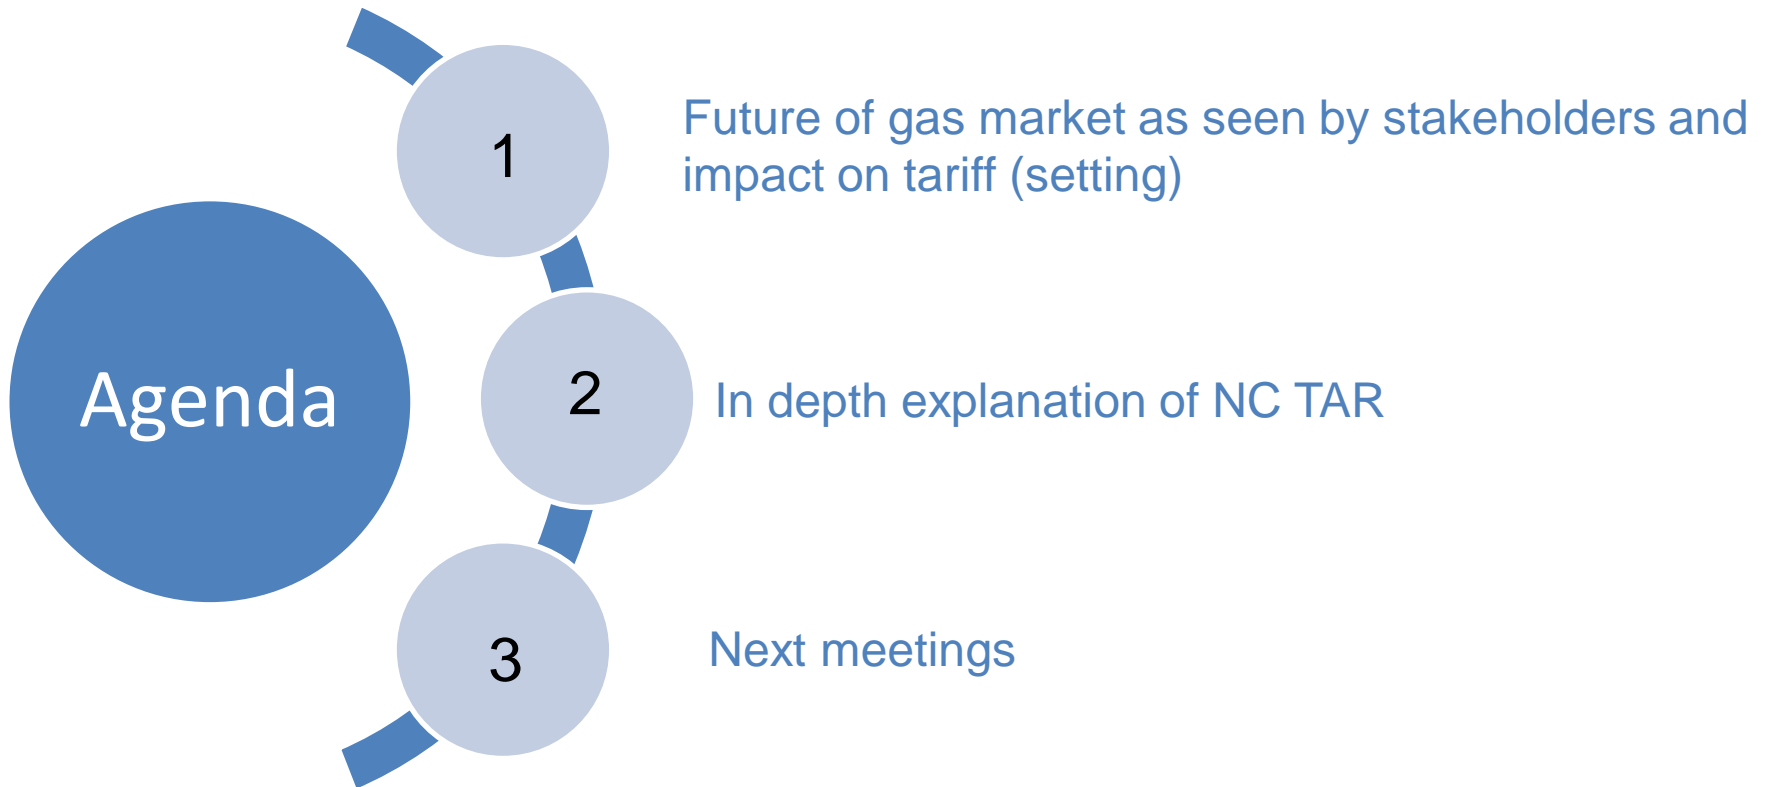 Agenda
1
Future of gas market as seen by stakeholders and
impact on tariff (setting)
2
In depth explanation of NC TAR
3
Next meetings